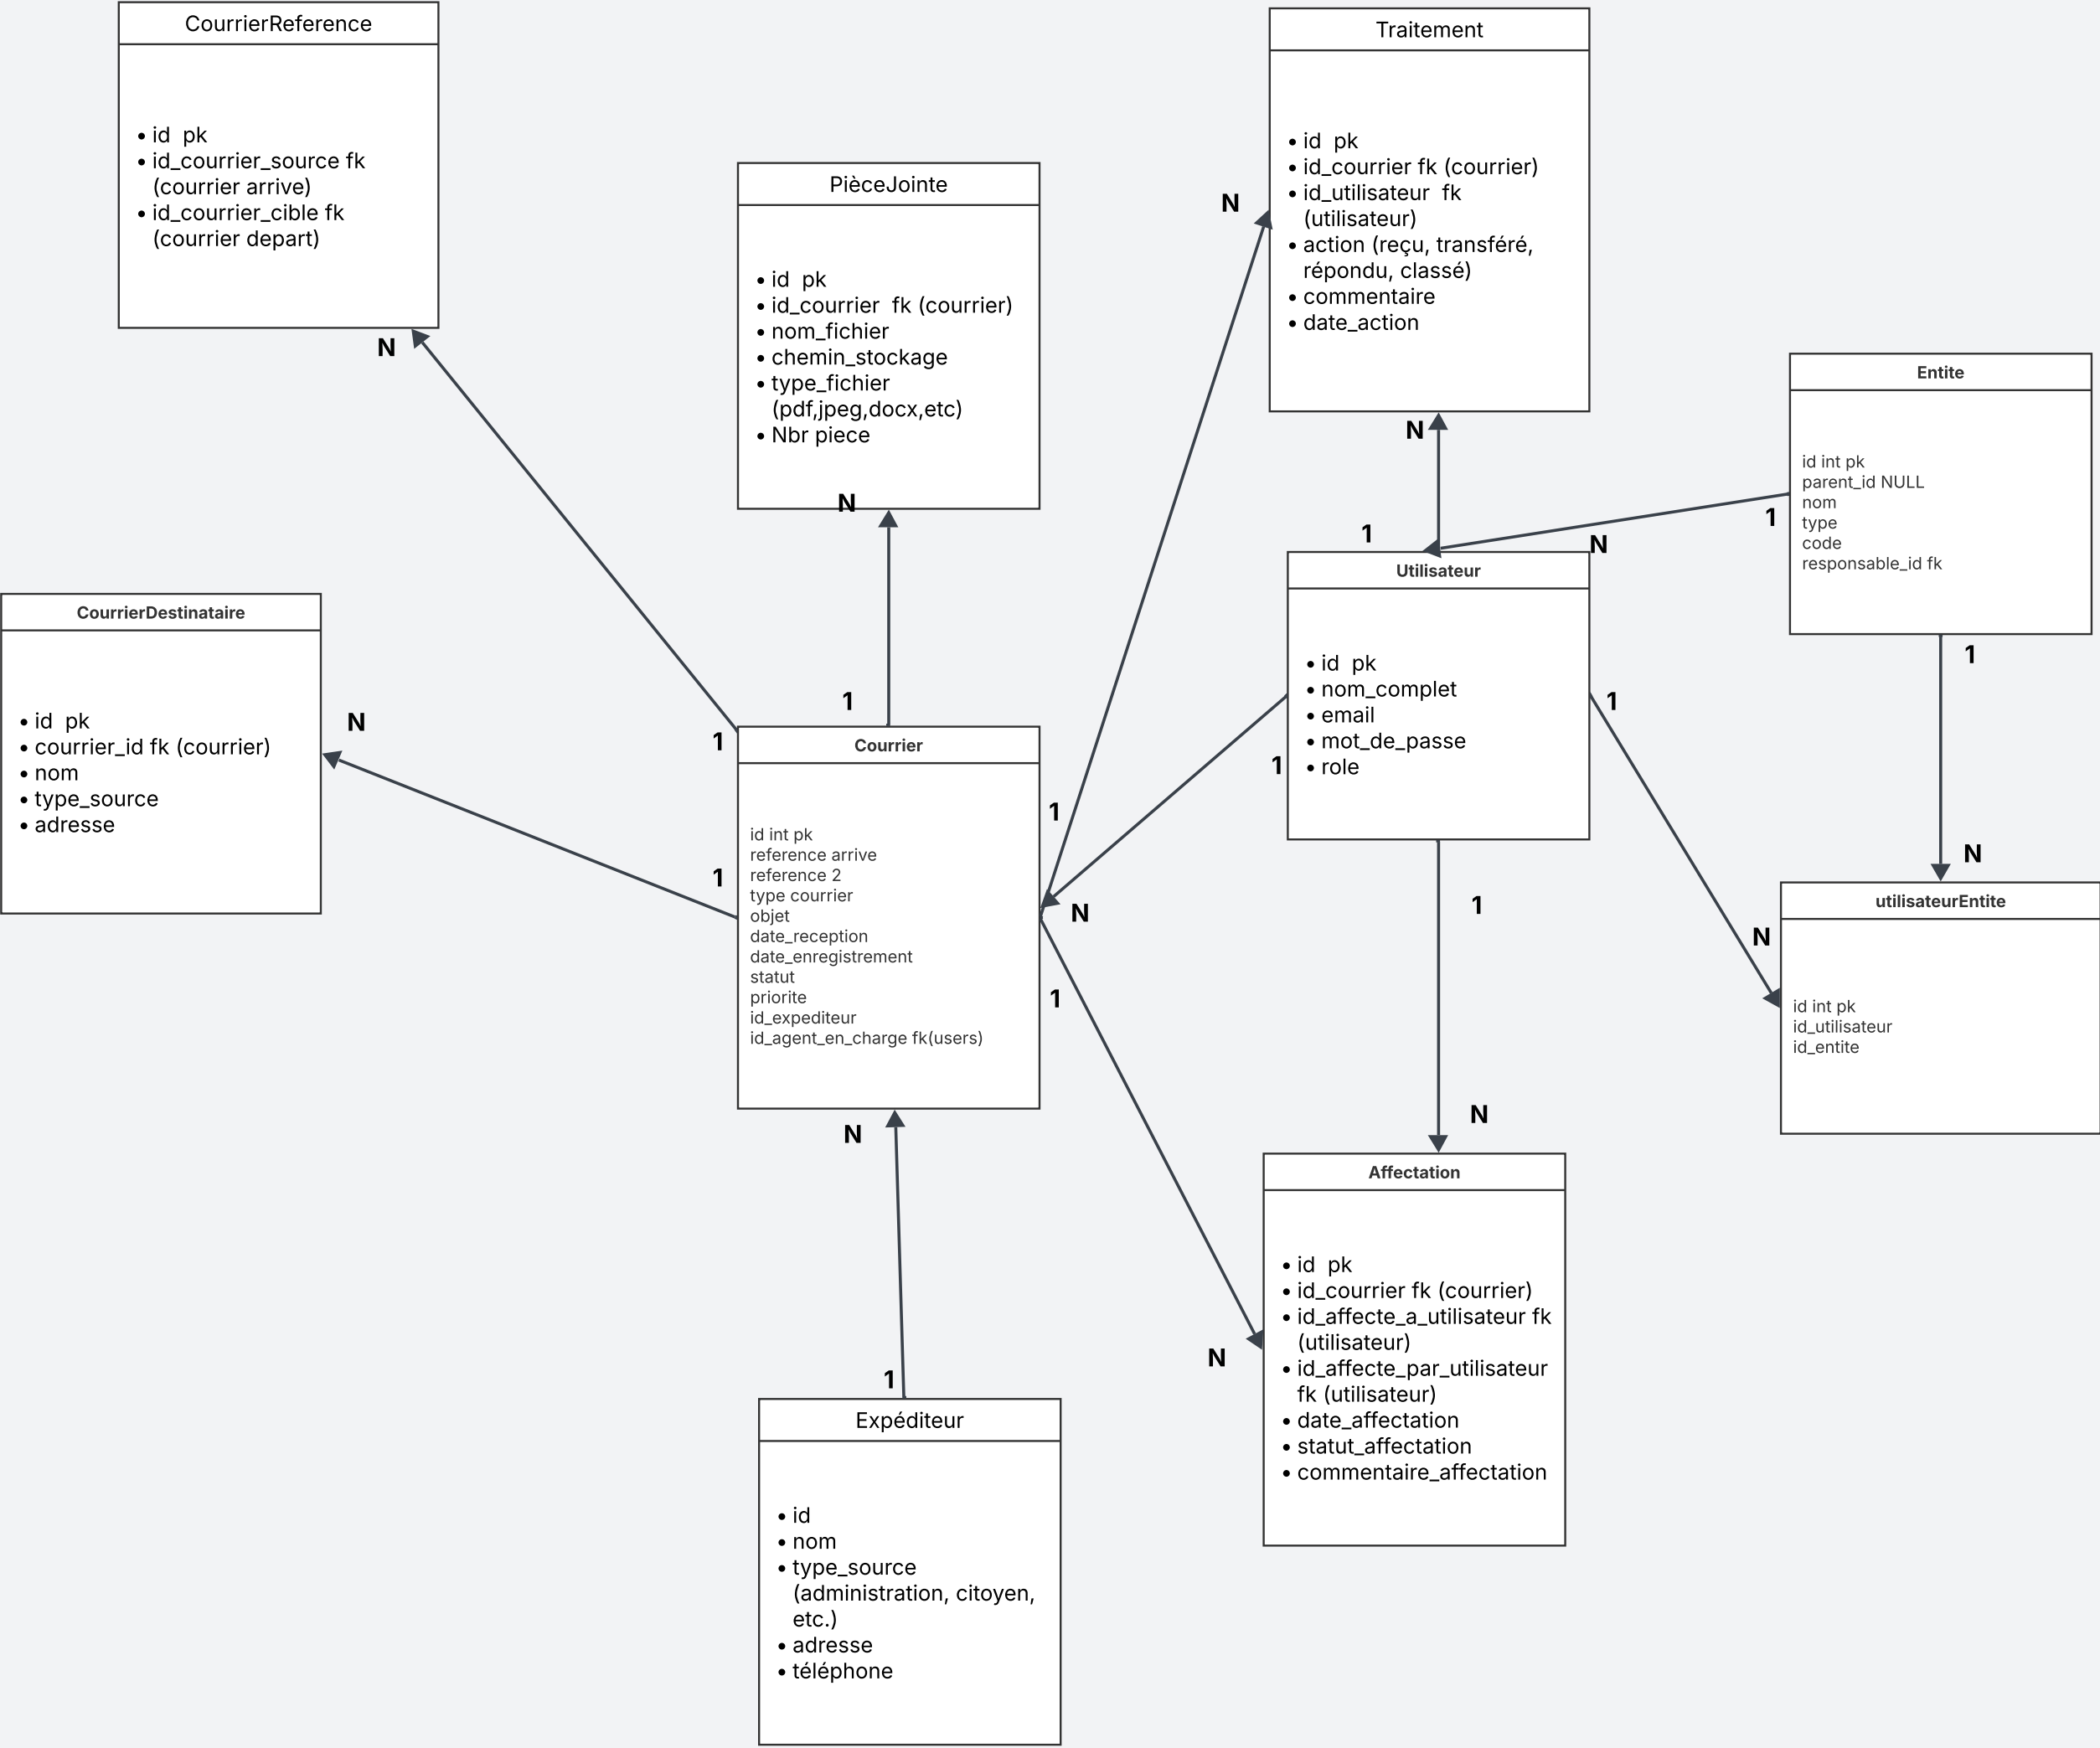 CourrierReference
• id  pk
• id_courrier_source fk
(courrier arrive)
• id_courrier_cible fk
(courrier depart)
N
PièceJointe
• id  pk
• id_courrier  fk (courrier)
• nom_fichier
• chemin_stockage
• type_fichier
(pdf,jpeg,docx,etc)
• Nbr piece
N
1
Traitement
• id  pk
• id_courrier fk (courrier)
• id_utilisateur  fk
(utilisateur)
• action (reçu, transféré,
répondu, classé)
• commentaire
• date_action
N
N
1
Entite
id int pk
parent_id NULL
nom
type
code
responsable_id fk
1
N
1
CourrierDestinataire
• id  pk
• courrier_id fk (courrier)
• nom
• type_source
• adresse
N
1
1
Courrier
id int pk
reference arrive
reference 2
type courrier
objet
date_reception
date_enregistrement
statut
priorite
id_expediteur
id_agent_en_charge fk(users)
1
N
1
N
Utilisateur
• id  pk
• nom_complet
• email
• mot_de_passe
• role
1
1
1
N
N
utilisateurEntite
id int pk
id_utilisateur
id_entite
N
N
Affectation
• id  pk
• id_courrier fk (courrier)
• id_affecte_a_utilisateur fk
(utilisateur)
• id_affecte_par_utilisateur
fk (utilisateur)
• date_affectation
• statut_affectation
• commentaire_affectation
1
Expéditeur
• id
• nom
• type_source
(administration, citoyen,
etc.)
• adresse
• téléphone